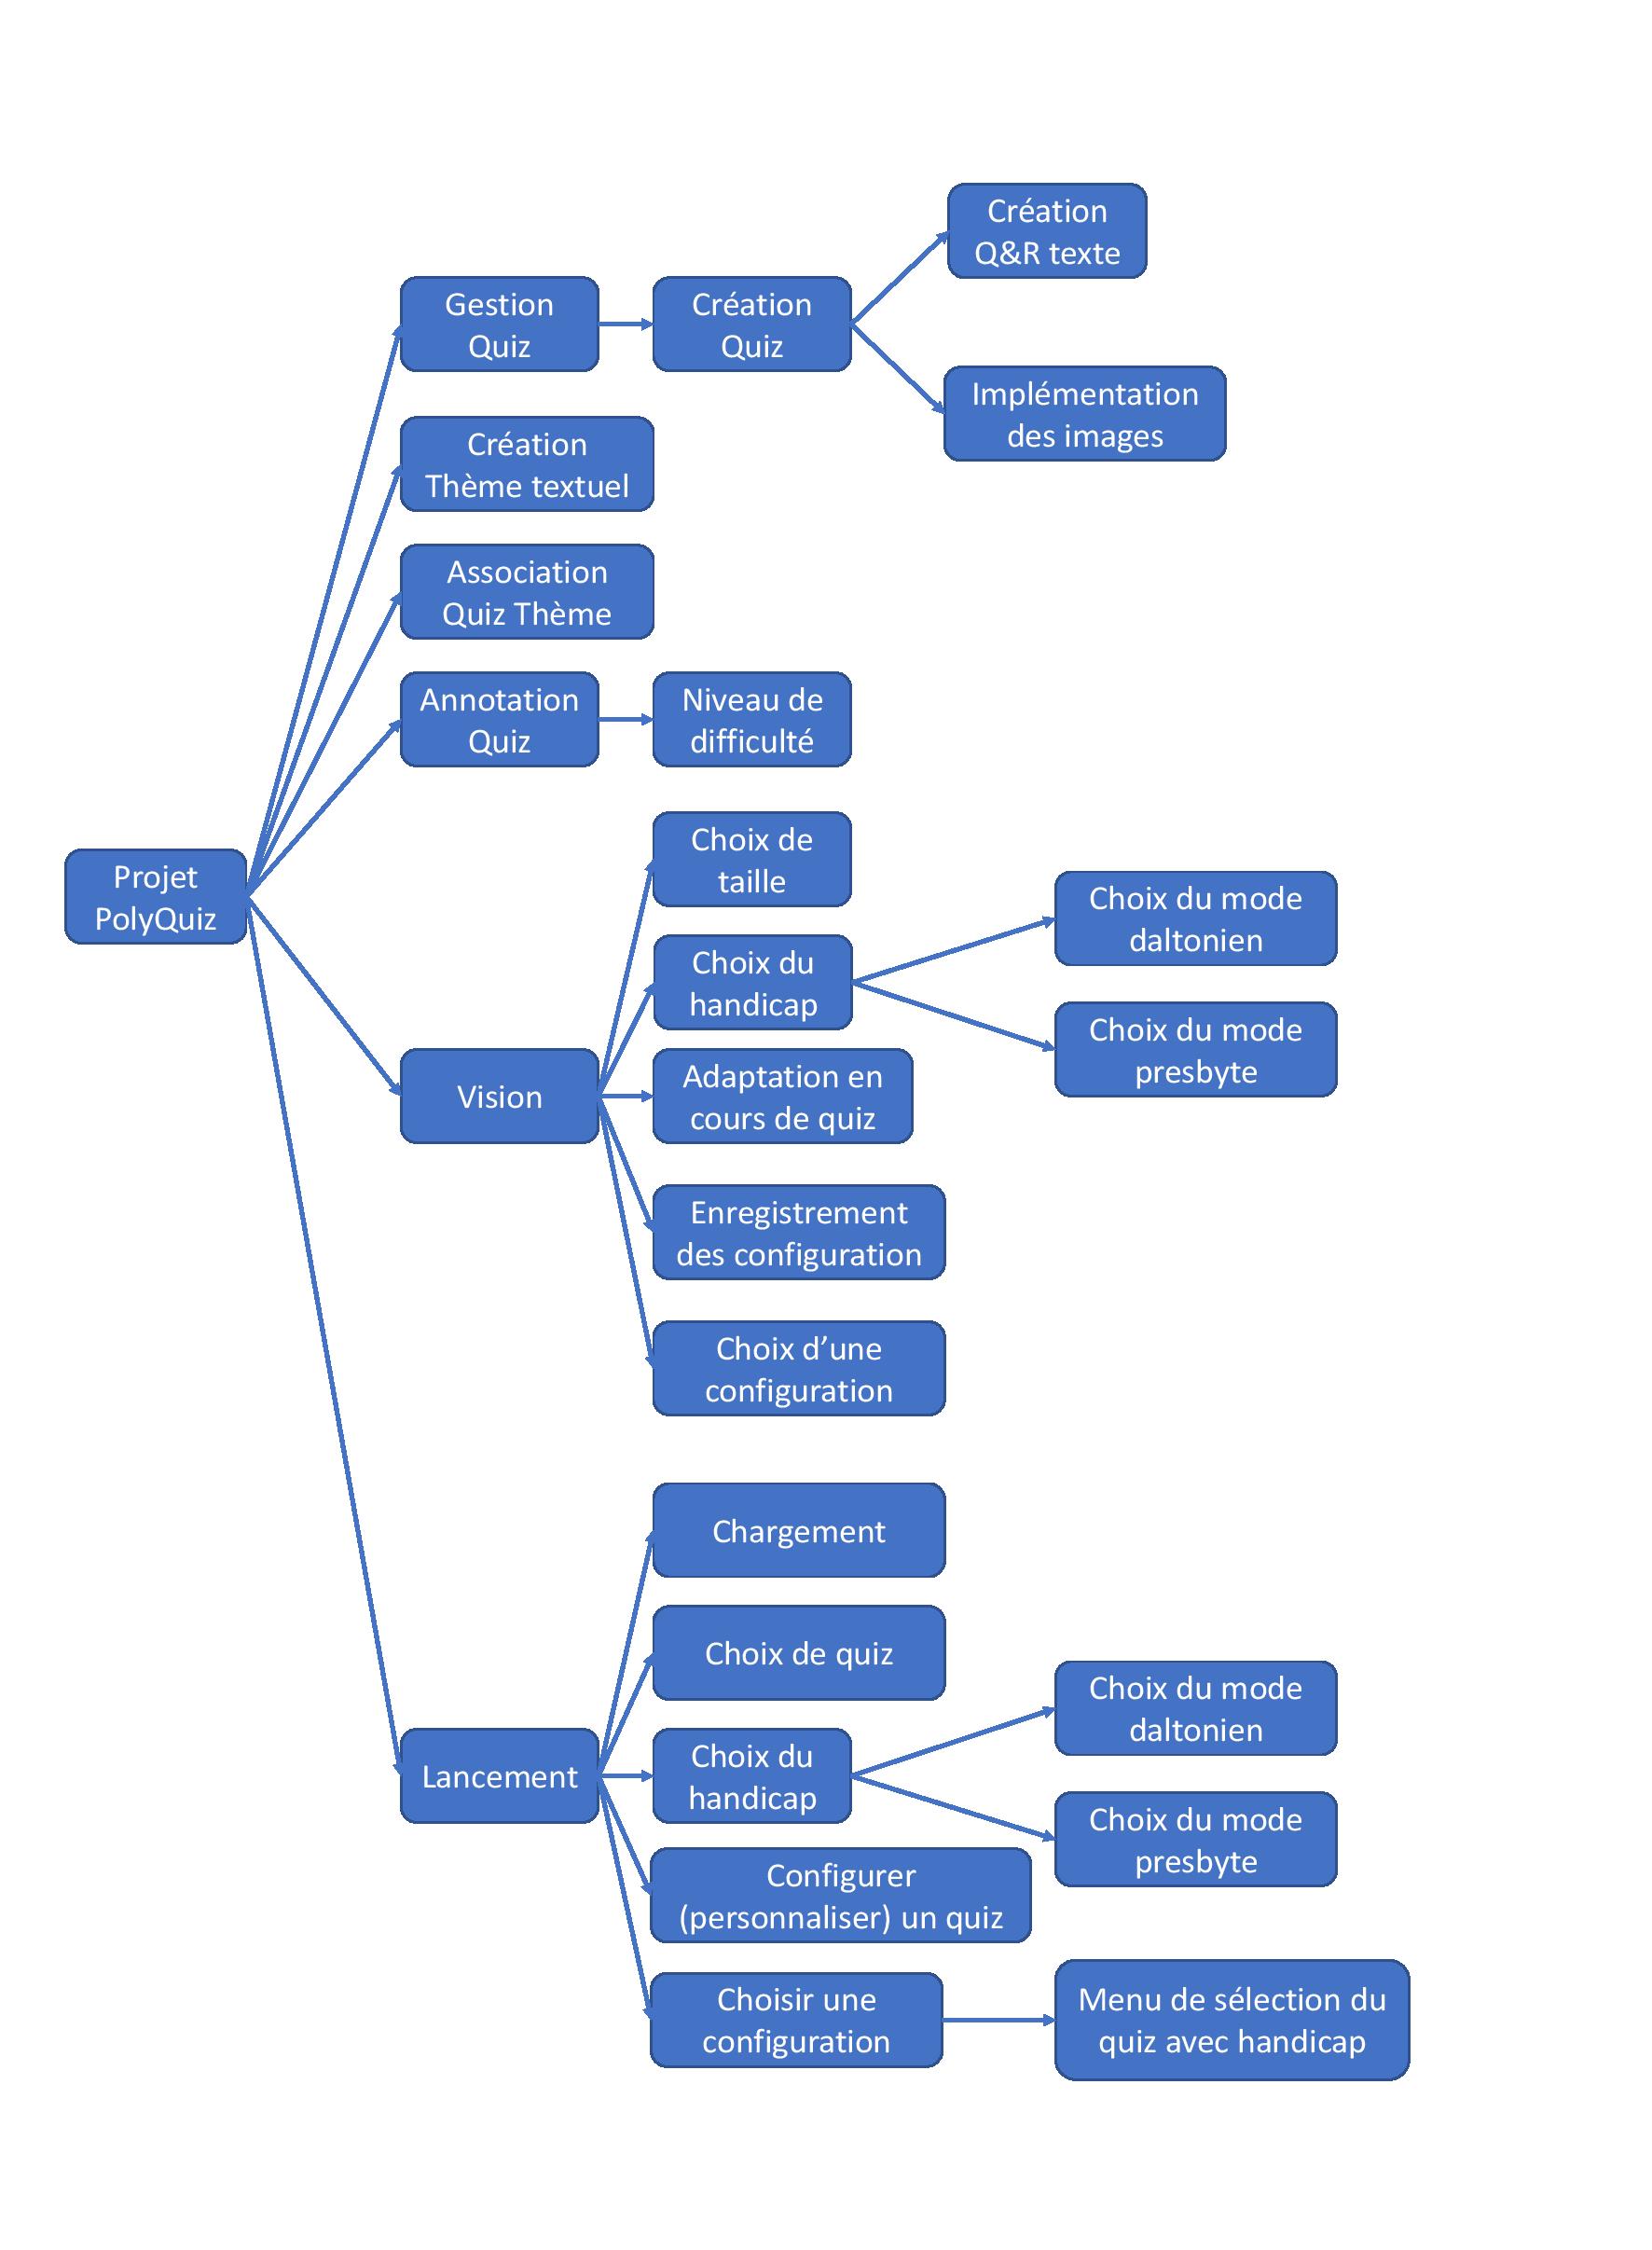 Création
Q&R texte
Gestion
Quiz
Création
Quiz
Implémentation
des images
Création
Thème textuel
Association
Quiz Thème
Annotation
Quiz
Niveau de
difficulté
Projet
PolyQuiz
Choix de
taille
Choix du
handicap
Choix du mode
daltonien
Choix du mode
presbyte
Vision
Adaptation en
cours de quiz
Enregistrement
des configuration
Choix d’une
configuration
Chargement
Choix de quiz
Lancement
Choix du
handicap
Choix du mode
daltonien
Choix du mode
presbyte
Configurer
(personnaliser) un quiz
Choisir une
configuration
Menu de sélection du
quiz avec handicap